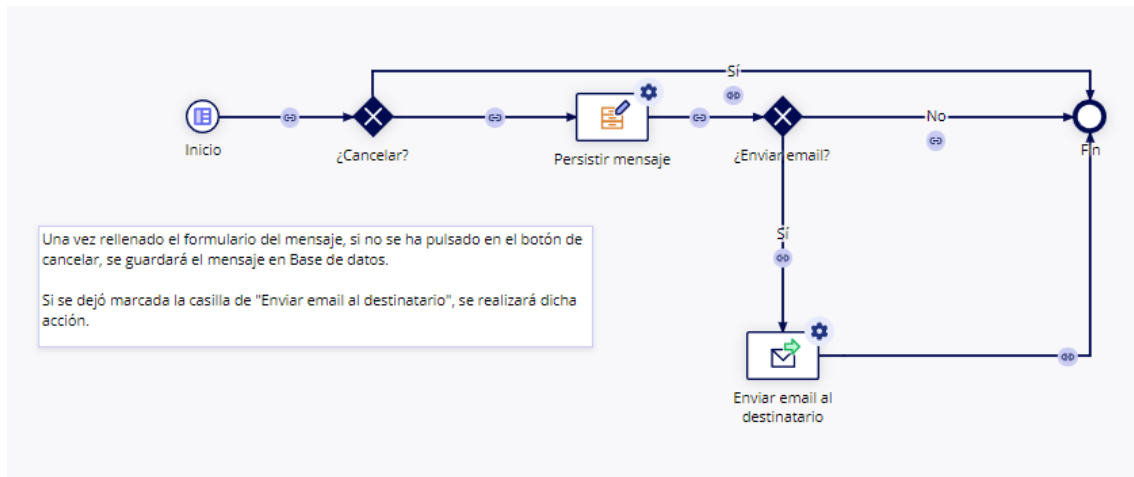 Sí
No
Inicio
¿Cancelar?
Persistir mensaje
¿Enviar email?
Fin
Una vez rellenado el formulario del mensaje, si no se ha pulsado en el botón de
cancelar, se guardará el mensaje en Base de datos.
Si se dejó marcada la casilla de "Enviar email al destinatario", se realizará dicha
acción.
Sí
Enviar email al
destinatario